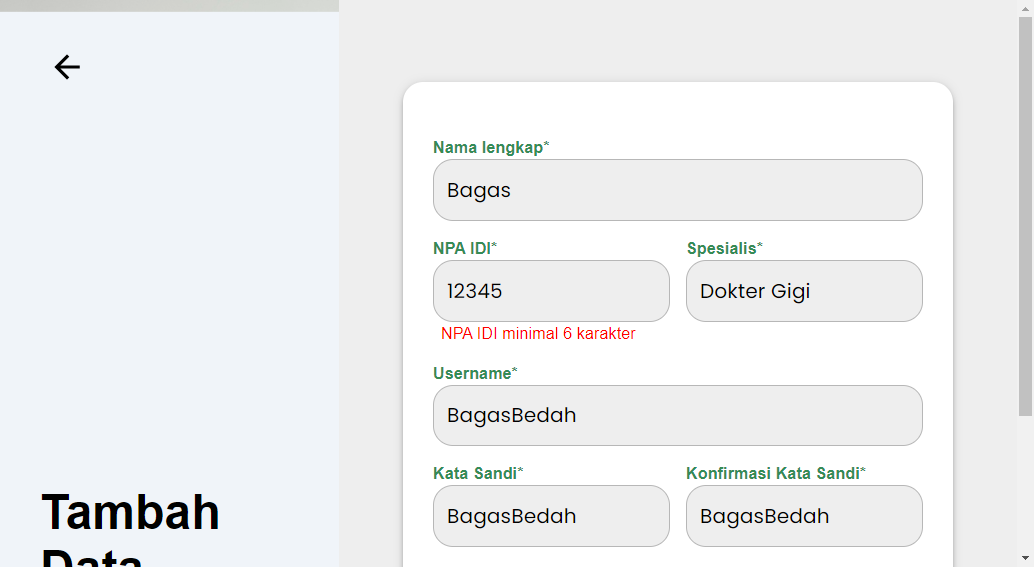 Nama lengkap*
Bagas
NPA IDI* Spesialis*
12345 Dokter Gigi
NPA IDI minimal 6 karakter
Username*
BagasBedah
Kata Sandi* Konfirmasi Kata Sandi*
BagasBedah BagasBedah
Tambah
Data